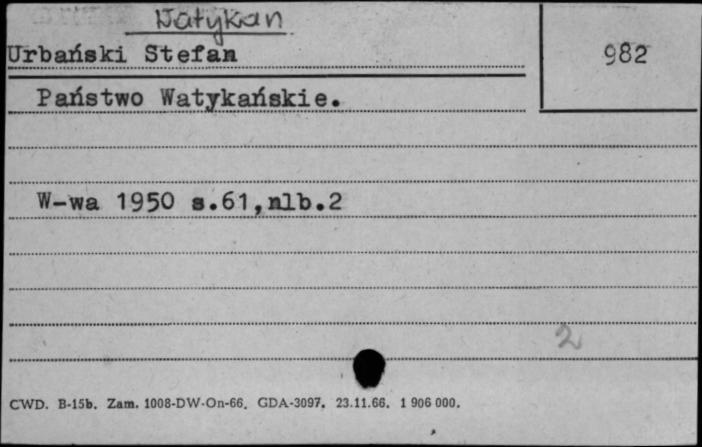 Watykan
Urbański Stefan
982
Państwo Watykańskie.
W-wa 1950 s.61,nlb.2
2
CWD. B-15b. Zam. 1008-DW-On-66. GDA-3097. 23.11.66. 1 906 000.